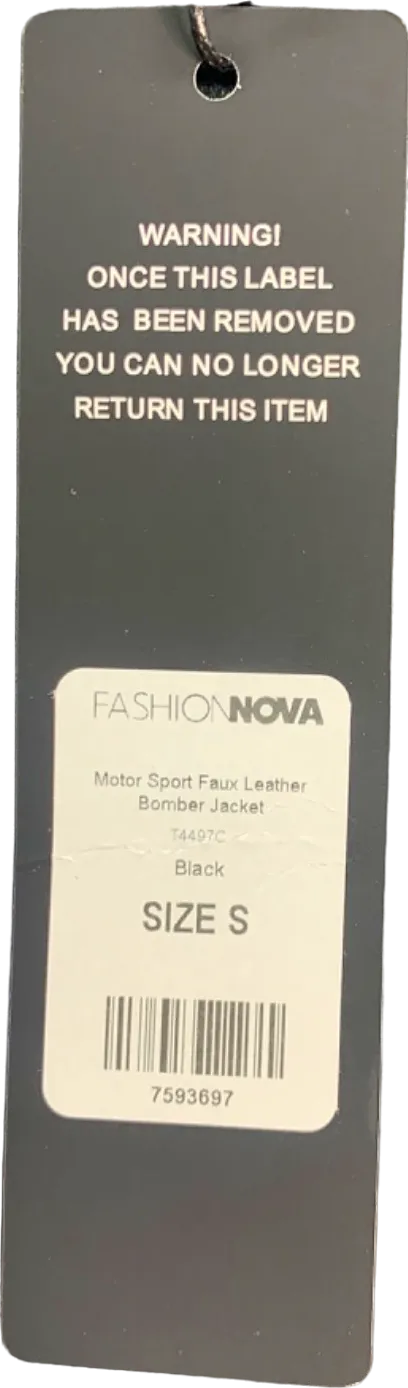 WARNING!
ONCE THIS LABEL
HAS BEEN REMOVED
YOU CAN NO LONGER
RETURN THIS ITEM
FASHIONNOVA
Motor Sport Faux Leather
Bomber Jacket
T4497C
Black
SIZE S
7593697